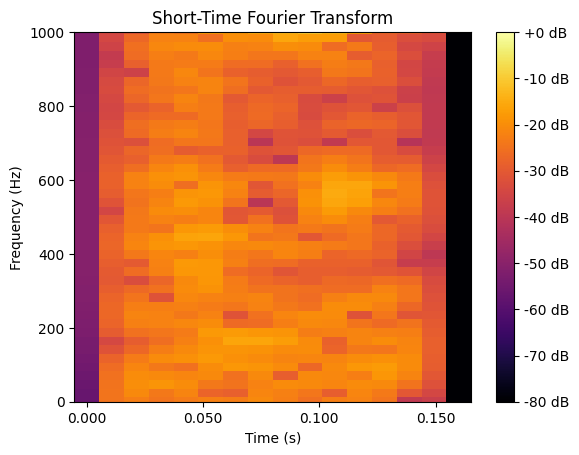 Short-Time Fourier Transform
1000
800
600
400
200
0
Frequency (Hz)
0.000
0.050
0.100
0.150
Time (s)
+0 dB
-10 dB
-20 dB
-30 dB
-40 dB
-50 dB
-60 dB
-70 dB
-80 dB